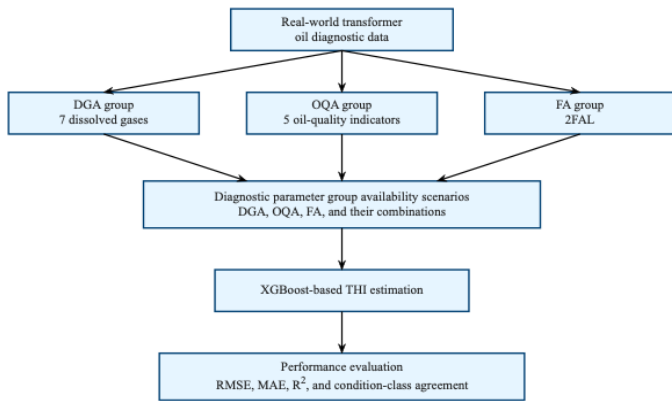 Real-world transformer
oil diagnostic data
DGA group
7 dissolved gases
OQA group
5 oil-quality indicators
FA group
2FAL
Diagnostic parameter group availability scenarios
DGA, OQA, FA, and their combinations
XGBoost-based THI estimation
Performance evaluation
RMSE, MAE, R², and condition-class agreement